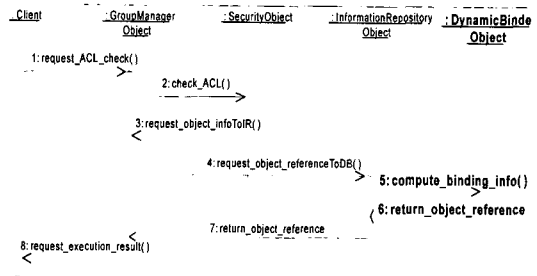 _Client
: GroupManager
Object
: SecurityObject
: InformationRepository
Object
: DynamicBinde
Object
1: request_ACL_check()
2: check_ACL()
3: request_object_infoToIR()
4: request_object_referenceToDB()
5: compute_binding_info()
6: return_object_reference
7: return_object_reference
8: request_execution_result()